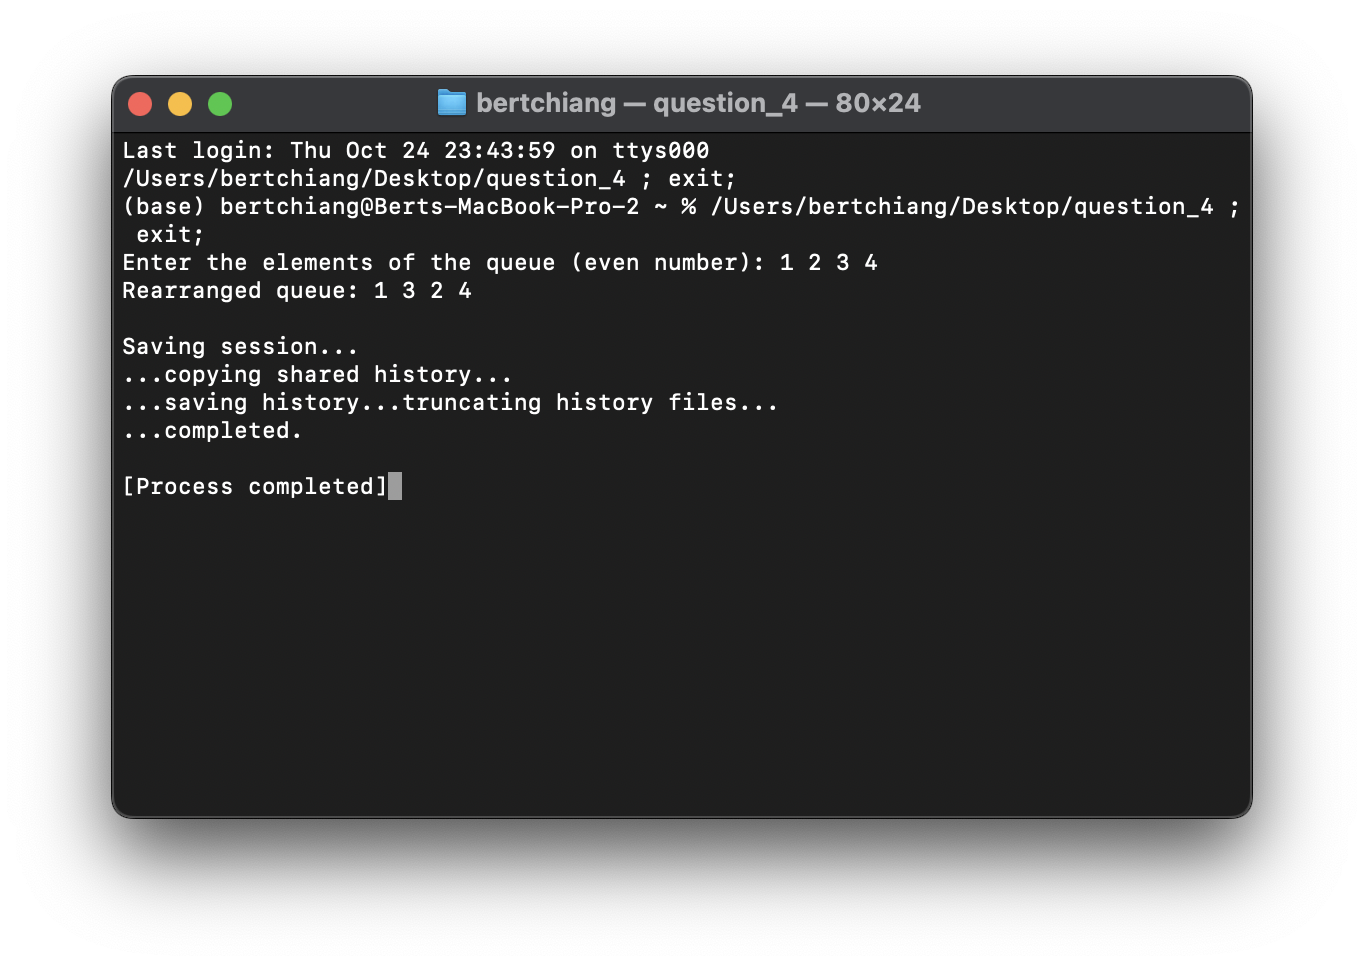 bertchiang — question_4 — 80×24
Last login: Thu Oct 24 23:43:59 on ttys000
/Users/bertchiang/Desktop/question_4 ; exit;
(base) bertchiang@Berts-MacBook-Pro-2 ~ % /Users/bertchiang/Desktop/question_4 ;
 exit;
Enter the elements of the queue (even number): 1 2 3 4
Rearranged queue: 1 3 2 4
Saving session...
...copying shared history...
...saving history...truncating history files...
...completed.
[Process completed]